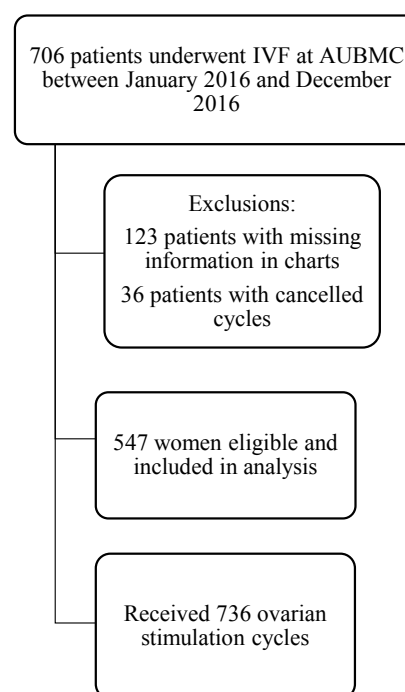 706 patients underwent IVF at AUBMC
between January 2016 and December
2016
Exclusions:
123 patients with missing
information in charts
36 patients with cancelled
cycles
547 women eligible and
included in analysis
Received 736 ovarian
stimulation cycles